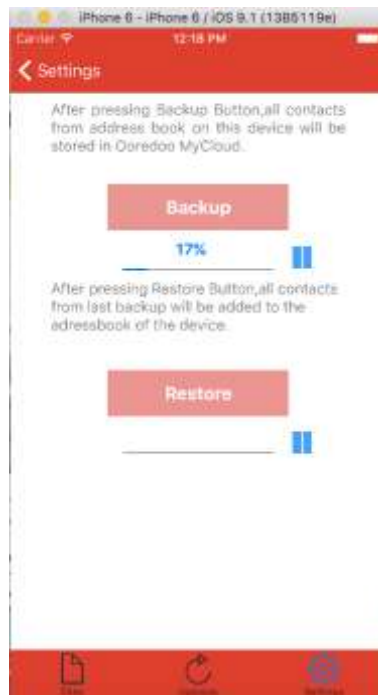 iPhone 6 - iPhone 6 / iOS 9.1 (13B5119e)
Carrier 12:18 PM
Settings
After pressing Backup Button,all contacts
from address book on this device will be
stored in Ooredoo MyCloud.
Backup
17%
After pressing Restore Button,all contacts
from last backup will be added to the
adressbook of the device.
Restore
Settings